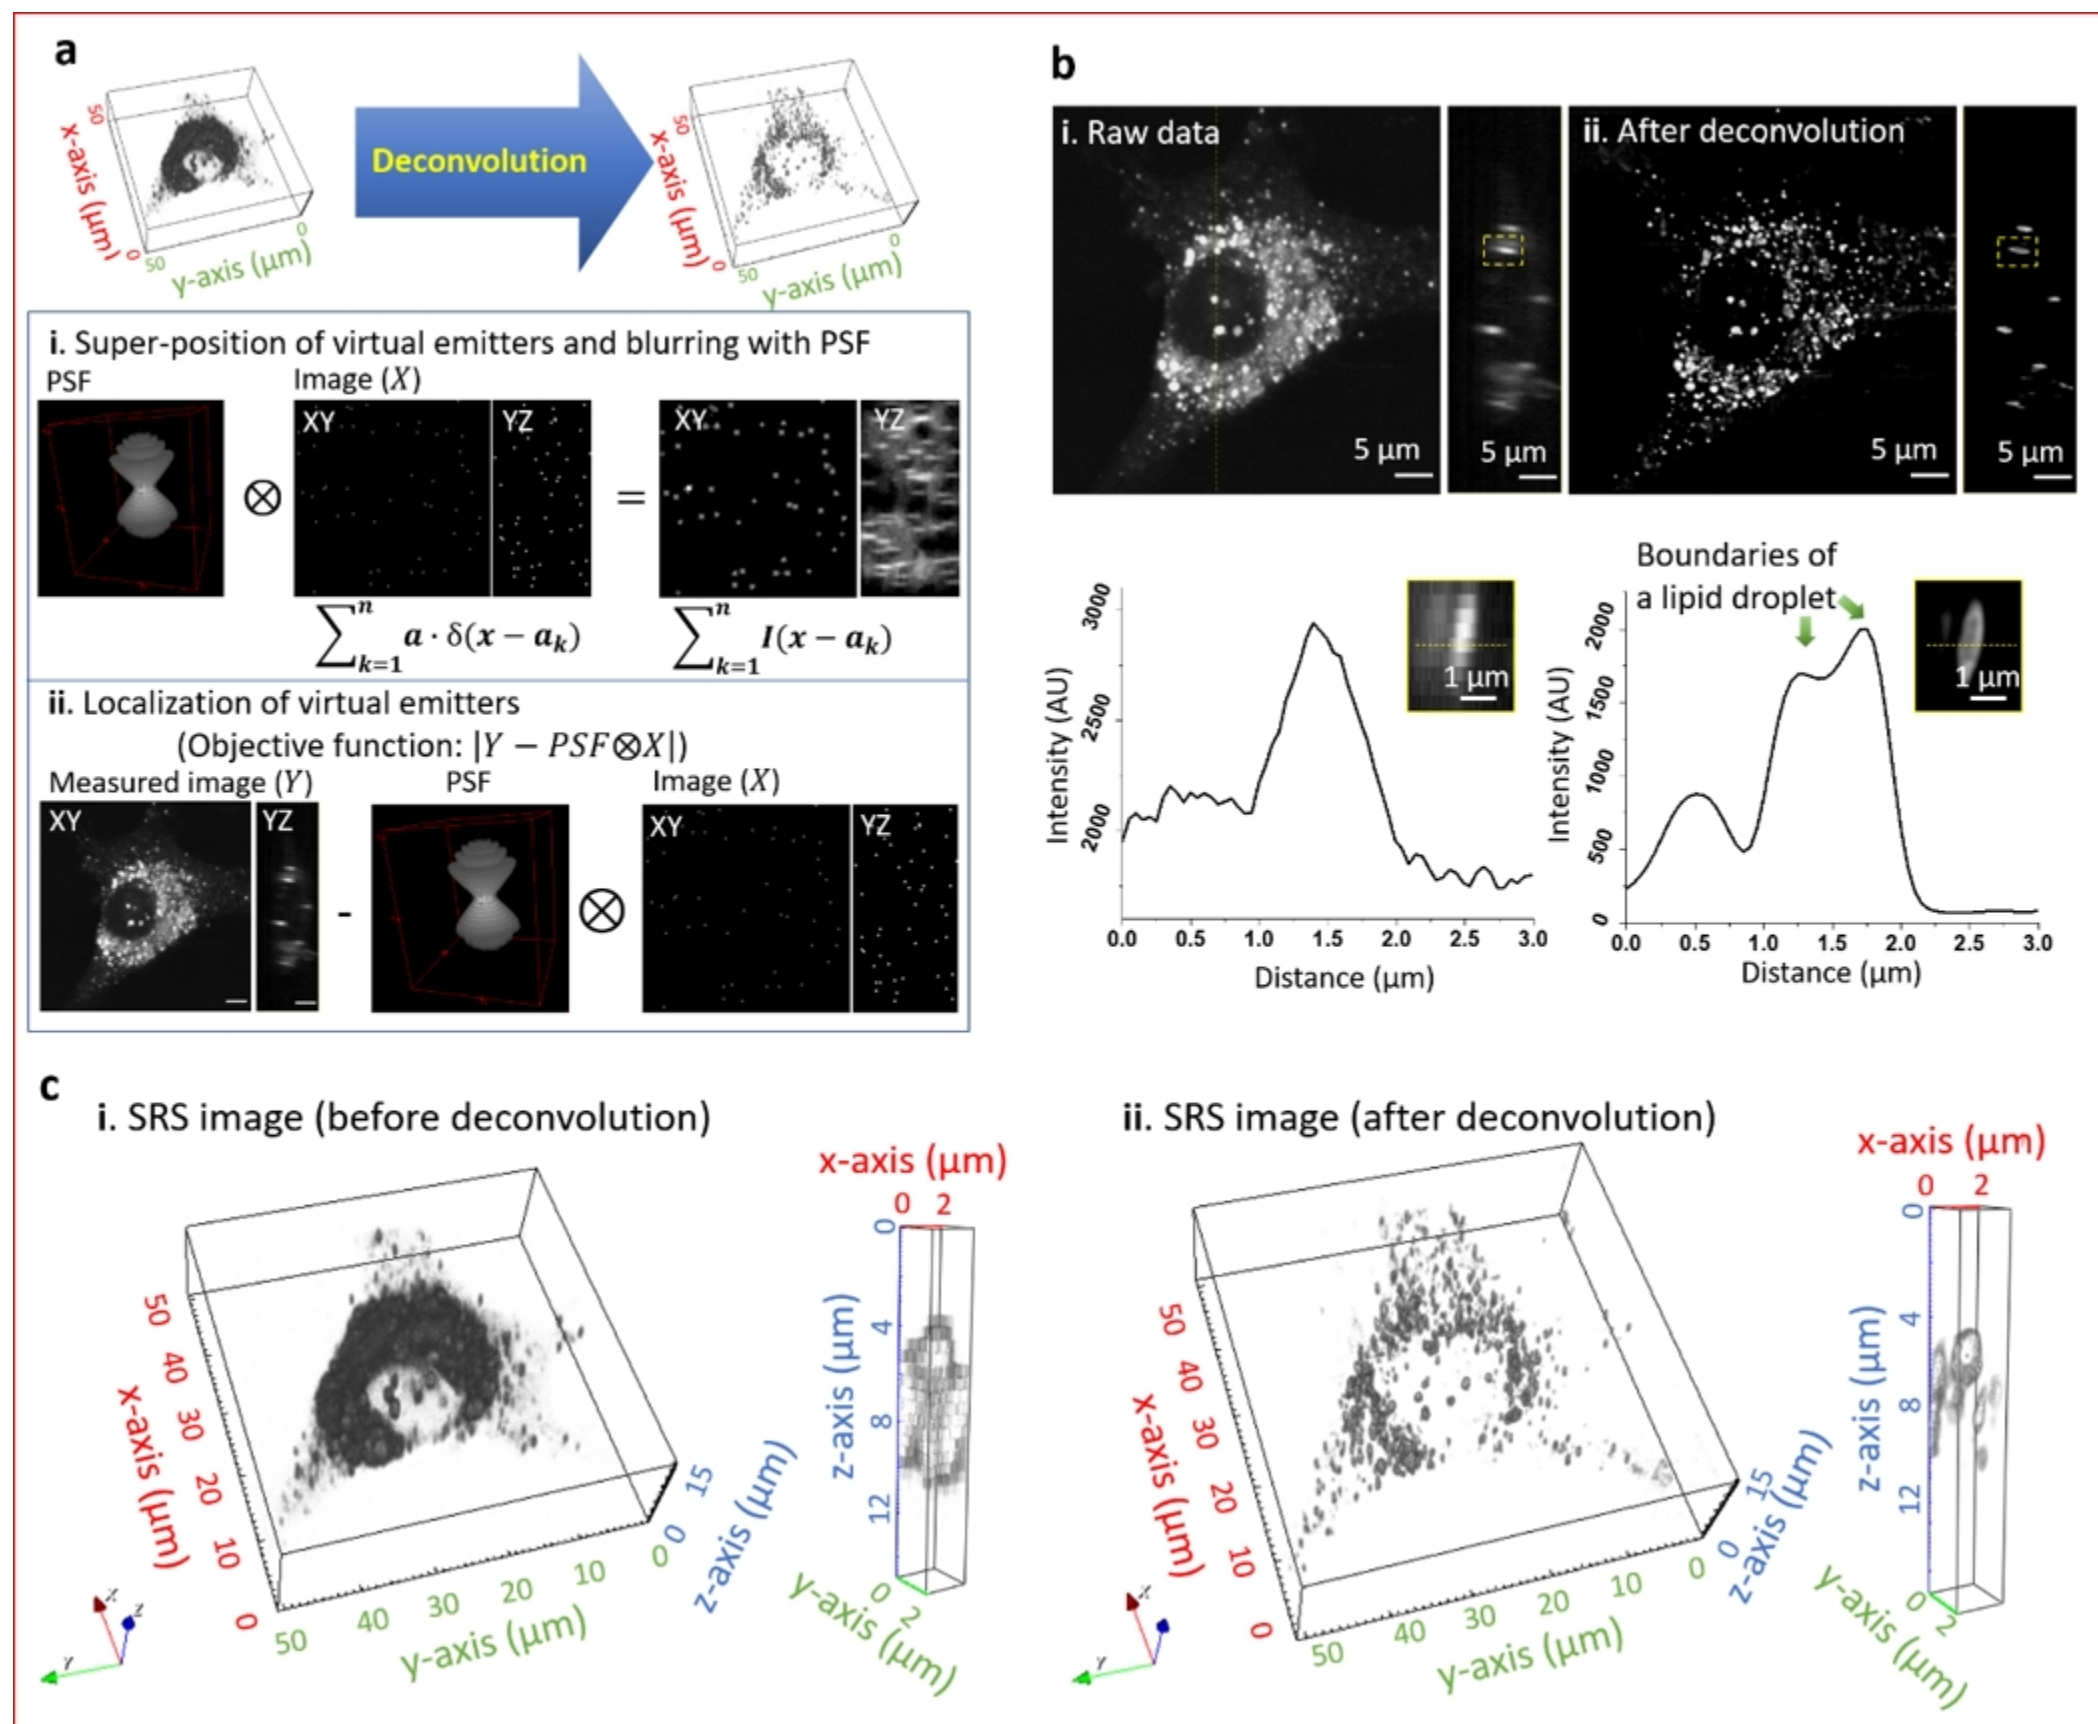 a
50
x-axis (µm)
0
50
y-axis (µm)
0
Deconvolution
50
x-axis (µm)
0
50
y-axis (µm)
0
i. Super-position of virtual emitters and blurring with PSF
PSF
Image (X)
XY
YZ
⊗
=
XY
YZ
∑ⁿₖ₌₁ a · δ(x − aₖ)
∑ⁿₖ₌₁ I(x − aₖ)
ii. Localization of virtual emitters
(Objective function: |Y − PSF⊗X|)
Measured image (Y)
PSF
Image (X)
XY
YZ
-
⊗
XY
YZ
b
i. Raw data
5 µm
5 µm
ii. After deconvolution
5 µm
5 µm
Intensity (AU)
3000
2500
2000
1 µm
0.0 0.5 1.0 1.5 2.0 2.5 3.0
Distance (µm)
Boundaries of
a lipid droplet
Intensity (AU)
2000
1500
1000
500
0
1 µm
0.0 0.5 1.0 1.5 2.0 2.5 3.0
Distance (µm)
c
i. SRS image (before deconvolution)
50
40
30
20
10
0
x-axis (µm)
50
40
30
20
10
0
y-axis (µm)
0
15
z-axis (µm)
X
Z
Y
x-axis (µm)
0 2
0
4
8
12
z-axis (µm)
0
2
y-axis (µm)
ii. SRS image (after deconvolution)
50
40
30
20
10
0
x-axis (µm)
50
40
30
20
10
0
y-axis (µm)
0
15
z-axis (µm)
X
Y
x-axis (µm)
0 2
0
4
8
12
z-axis (µm)
0
2
y-axis (µm)